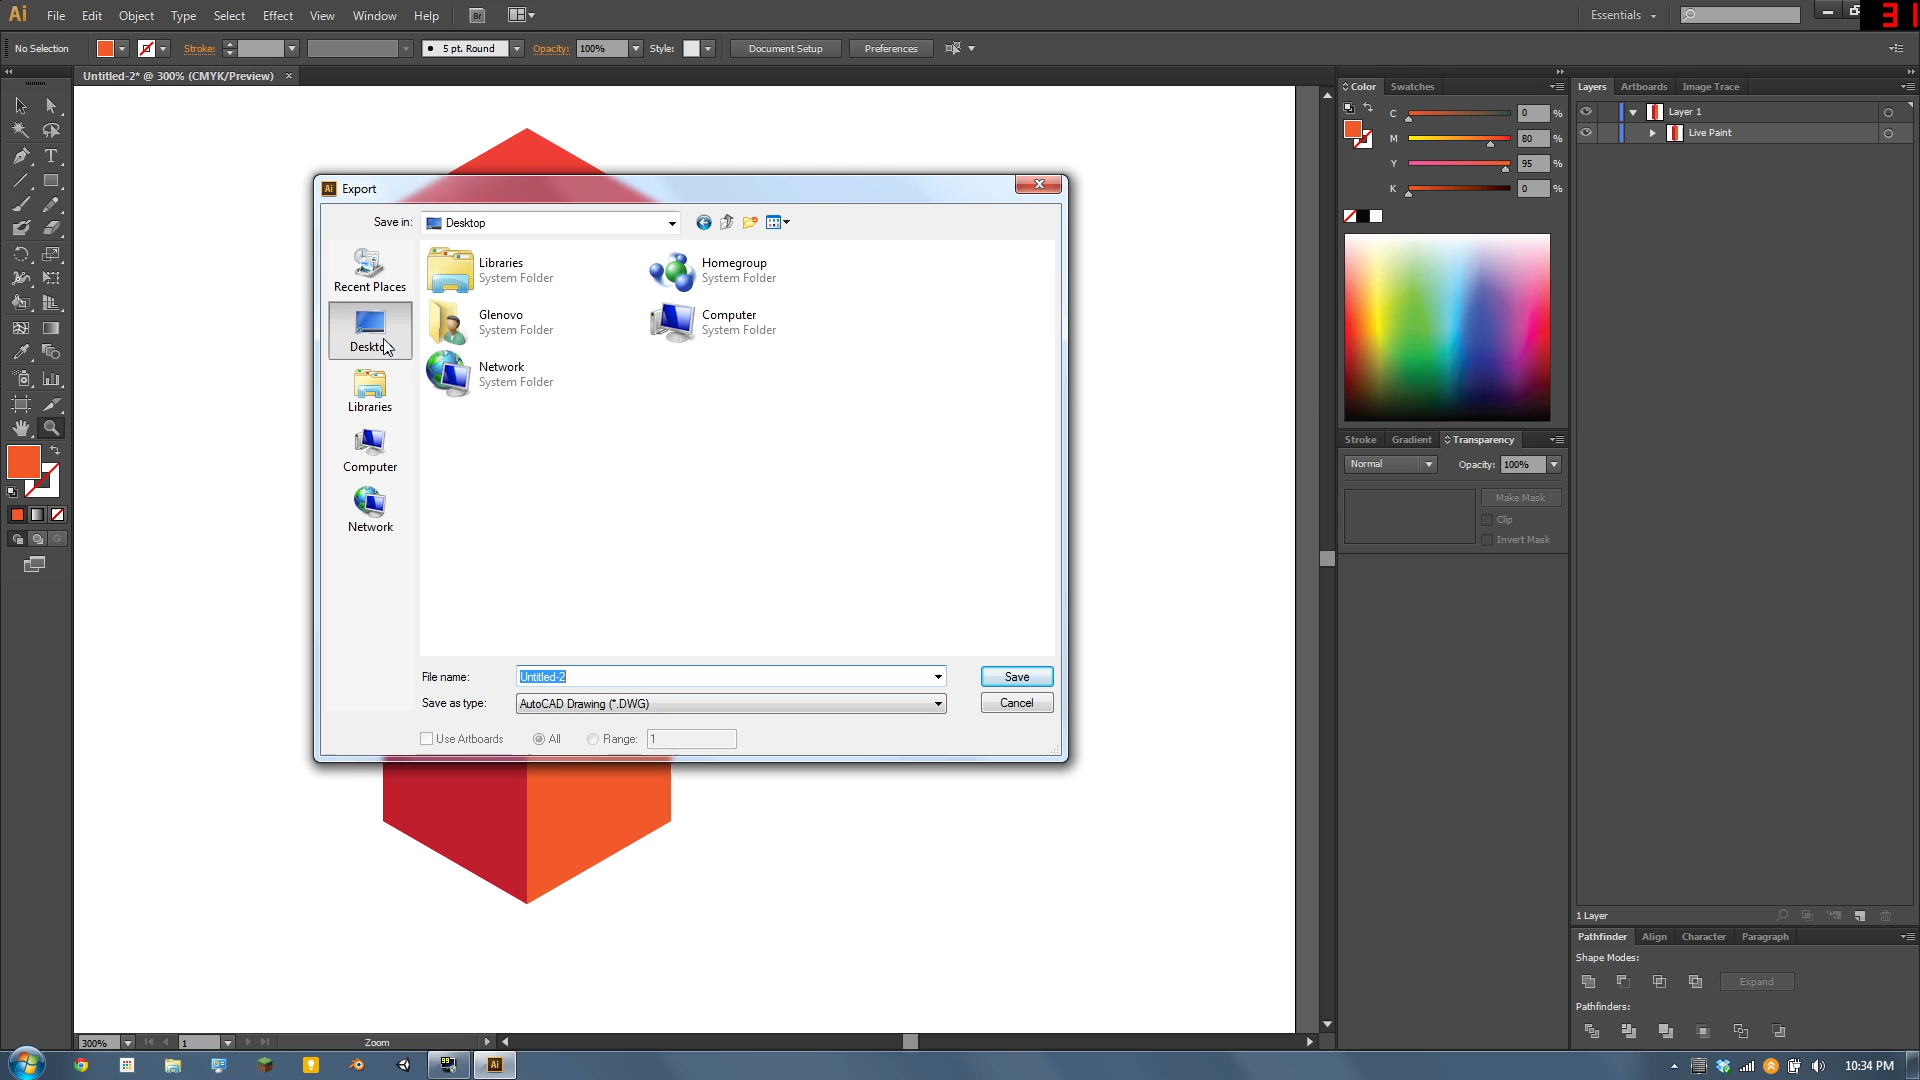 Ai File Edit Object Type Select Effect View Window Help Br Essentials 31
No Selection Stroke: 5 pt. Round Opacity: 100% Style: Document Setup Preferences
Untitled-2* @ 300% (CMYK/Preview)
Color Swatches
C 0 %
M 80 %
Y 95 %
K 0 %
Stroke Gradient Transparency
Normal Opacity: 100%
Make Mask
Clip
Invert Mask
Layers Artboards Image Trace
Layer 1
Live Paint
1 Layer
Pathfinder Align Character Paragraph
Shape Modes:
Expand
Pathfinders:
Ai Export
Save in: Desktop
Recent Places
Desktop
Libraries
Computer
Network
Libraries
System Folder
Homegroup
System Folder
Glenovo
System Folder
Computer
System Folder
Network
System Folder
File name: Untitled-2 Save
Save as type: AutoCAD Drawing (*.DWG) Cancel
Use Artboards All Range: 1
300% 1 Zoom
99 Ai 10:34 PM